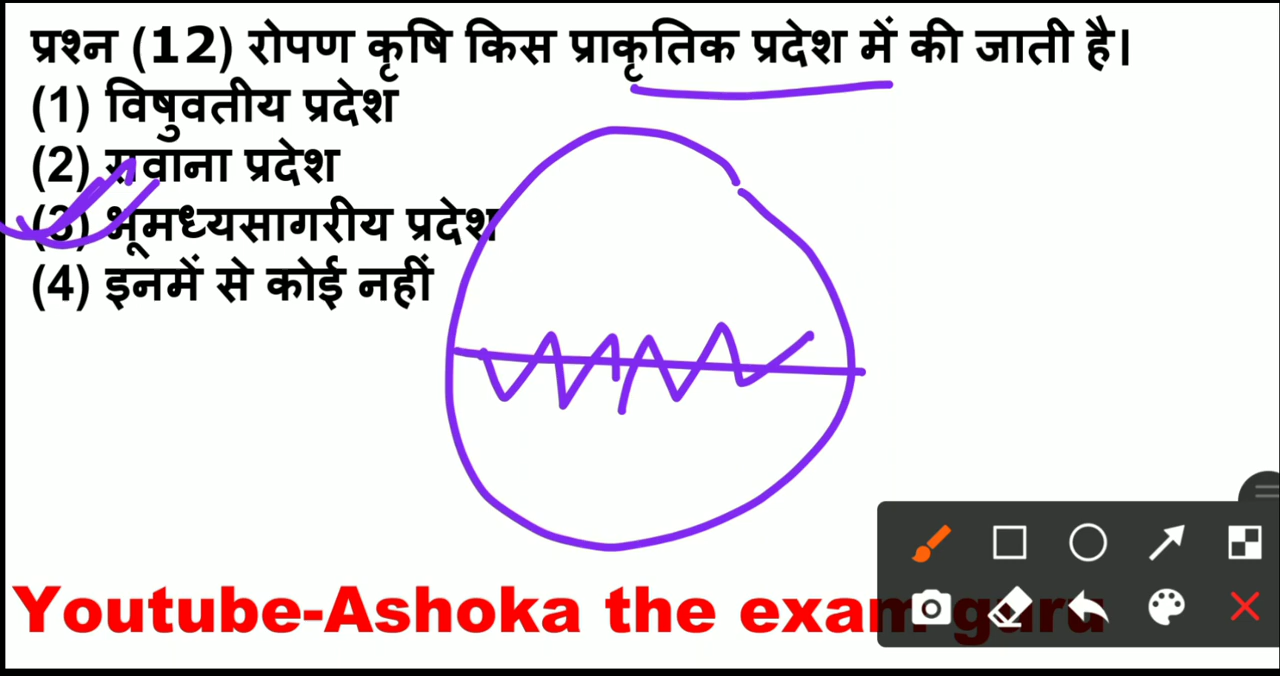 प्रश्न (12) रोपण कृषि किस प्राकृतिक प्रदेश में की जाती है।
(1) विषुवतीय प्रदेश
(2) सवाना प्रदेश
(3) भूमध्यसागरीय प्रदेश
(4) इनमें से कोई नहीं
Youtube-Ashoka the exam guru